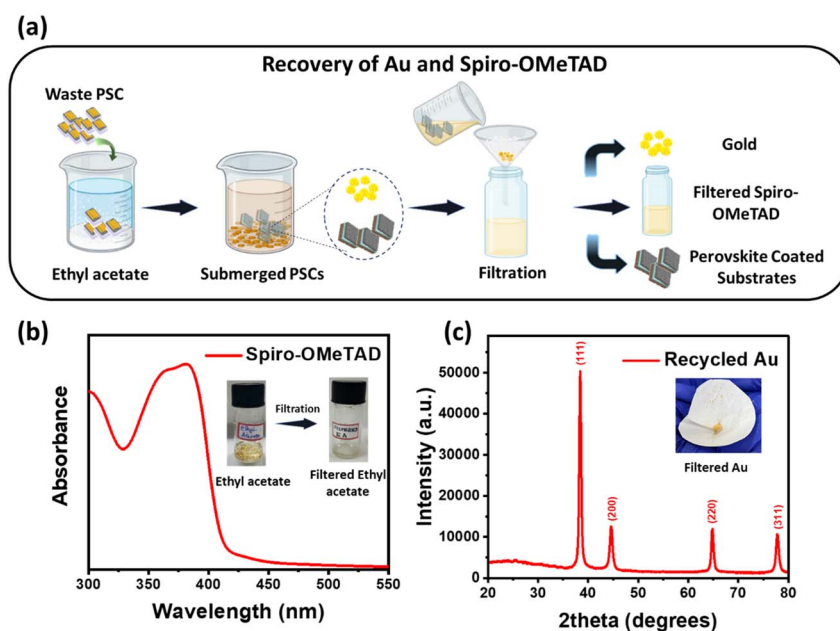 (a)
Recovery of Au and Spiro-OMeTAD
Waste PSC
Ethyl acetate
Submerged PSCs
Filtration
Gold
Filtered Spiro-
OMeTAD
Perovskite Coated
Substrates
(b)
Spiro-OMeTAD
Absorbance
Filtration
Ethyl acetate
Filtered Ethyl
acetate
300 350 400 450 500 550
Wavelength (nm)
(c)
Recycled Au
(111)
(200)
(220)
(311)
Filtered Au
Intensity (a.u.)
50000
40000
30000
20000
10000
0
20 30 40 50 60 70 80
2theta (degrees)